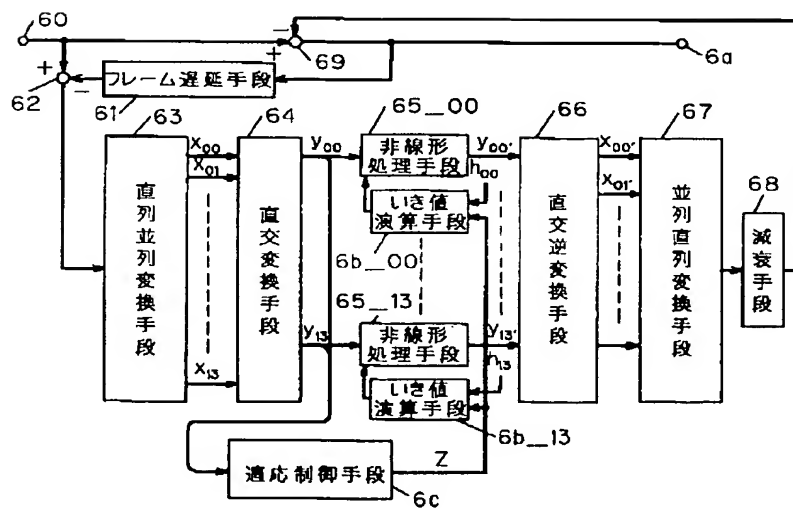 60
−
+
69
6a
+
−
62
フレーム遅延手段
61
63
直列並列変換手段
x00
x01
x13
64
直交変換手段
y00
y13
65_00
非線形
処理手段
y00'
h00
いき値
演算手段
6b_00
65_13
非線形
処理手段
y13'
h13
いき値
演算手段
6b_13
66
直交逆変換手段
x00'
x01'
67
並列直列変換手段
68
減衰手段
適応制御手段
Z
6c